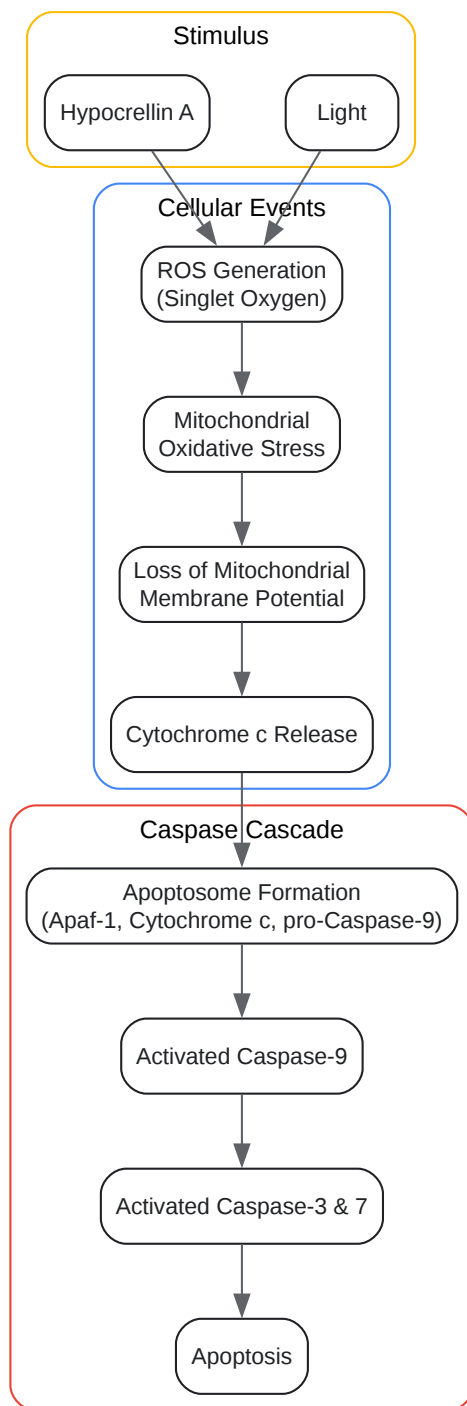 Stimulus
Hypocrellin A
Light
Cellular Events
ROS Generation
(Singlet Oxygen)
Mitochondrial
Oxidative Stress
Loss of Mitochondrial
Membrane Potential
Cytochrome c Release
Caspase Cascade
Apoptosome Formation
(Apaf-1, Cytochrome c, pro-Caspase-9)
Activated Caspase-9
Activated Caspase-3 & 7
Apoptosis